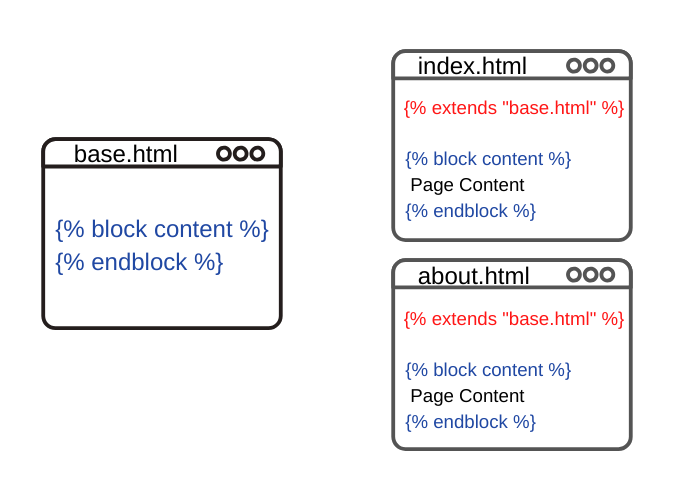 base.html
{% block content %}
{% endblock %}
index.html
{% extends "base.html" %}
{% block content %}
Page Content
{% endblock %}
about.html
{% extends "base.html" %}
{% block content %}
Page Content
{% endblock %}